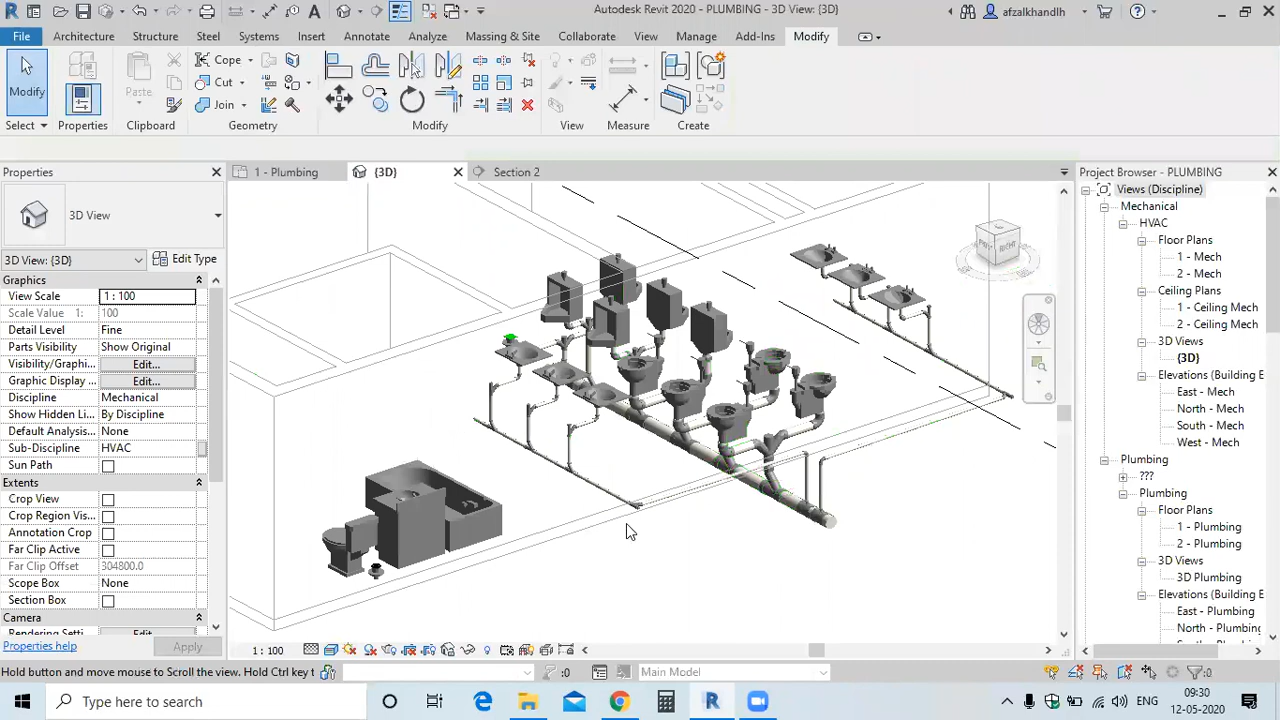 Autodesk Revit 2020 - PLUMBING - 3D View: {3D}
afzalkhandlh
File Architecture Structure Steel Systems Insert Annotate Analyze Massing & Site Collaborate View Manage Add-Ins Modify
Modify
Paste
Cope
Cut
Join
Select Properties Clipboard Geometry Modify View Measure Create
Properties
1 - Plumbing {3D} Section 2
Project Browser - PLUMBING
3D View
3D View: {3D} Edit Type
Graphics
View Scale 1 : 100
Scale Value 1: 100
Detail Level Fine
Parts Visibility Show Original
Visibility/Graphi... Edit...
Graphic Display ... Edit...
Discipline Mechanical
Show Hidden Li... By Discipline
Default Analysis... None
Sub-Discipline HVAC
Sun Path
Extents
Crop View
Crop Region Vis...
Annotation Crop
Far Clip Active
Far Clip Offset 304800.0
Scope Box None
Section Box
Camera
Properties help Apply
RIGHT
Views (Discipline)
Mechanical
HVAC
Floor Plans
1 - Mech
2 - Mech
Ceiling Plans
1 - Ceiling Mech
2 - Ceiling Mech
3D Views
{3D}
Elevations (Building E
East - Mech
North - Mech
South - Mech
West - Mech
Plumbing
???
Plumbing
Floor Plans
1 - Plumbing
2 - Plumbing
3D Views
3D Plumbing
Elevations (Building E
East - Plumbing
North - Plumbing
1 : 100
Hold button and move mouse to Scroll the view. Hold Ctrl key t
:0
Main Model
:0
Type here to search
ENG
09:30
12-05-2020